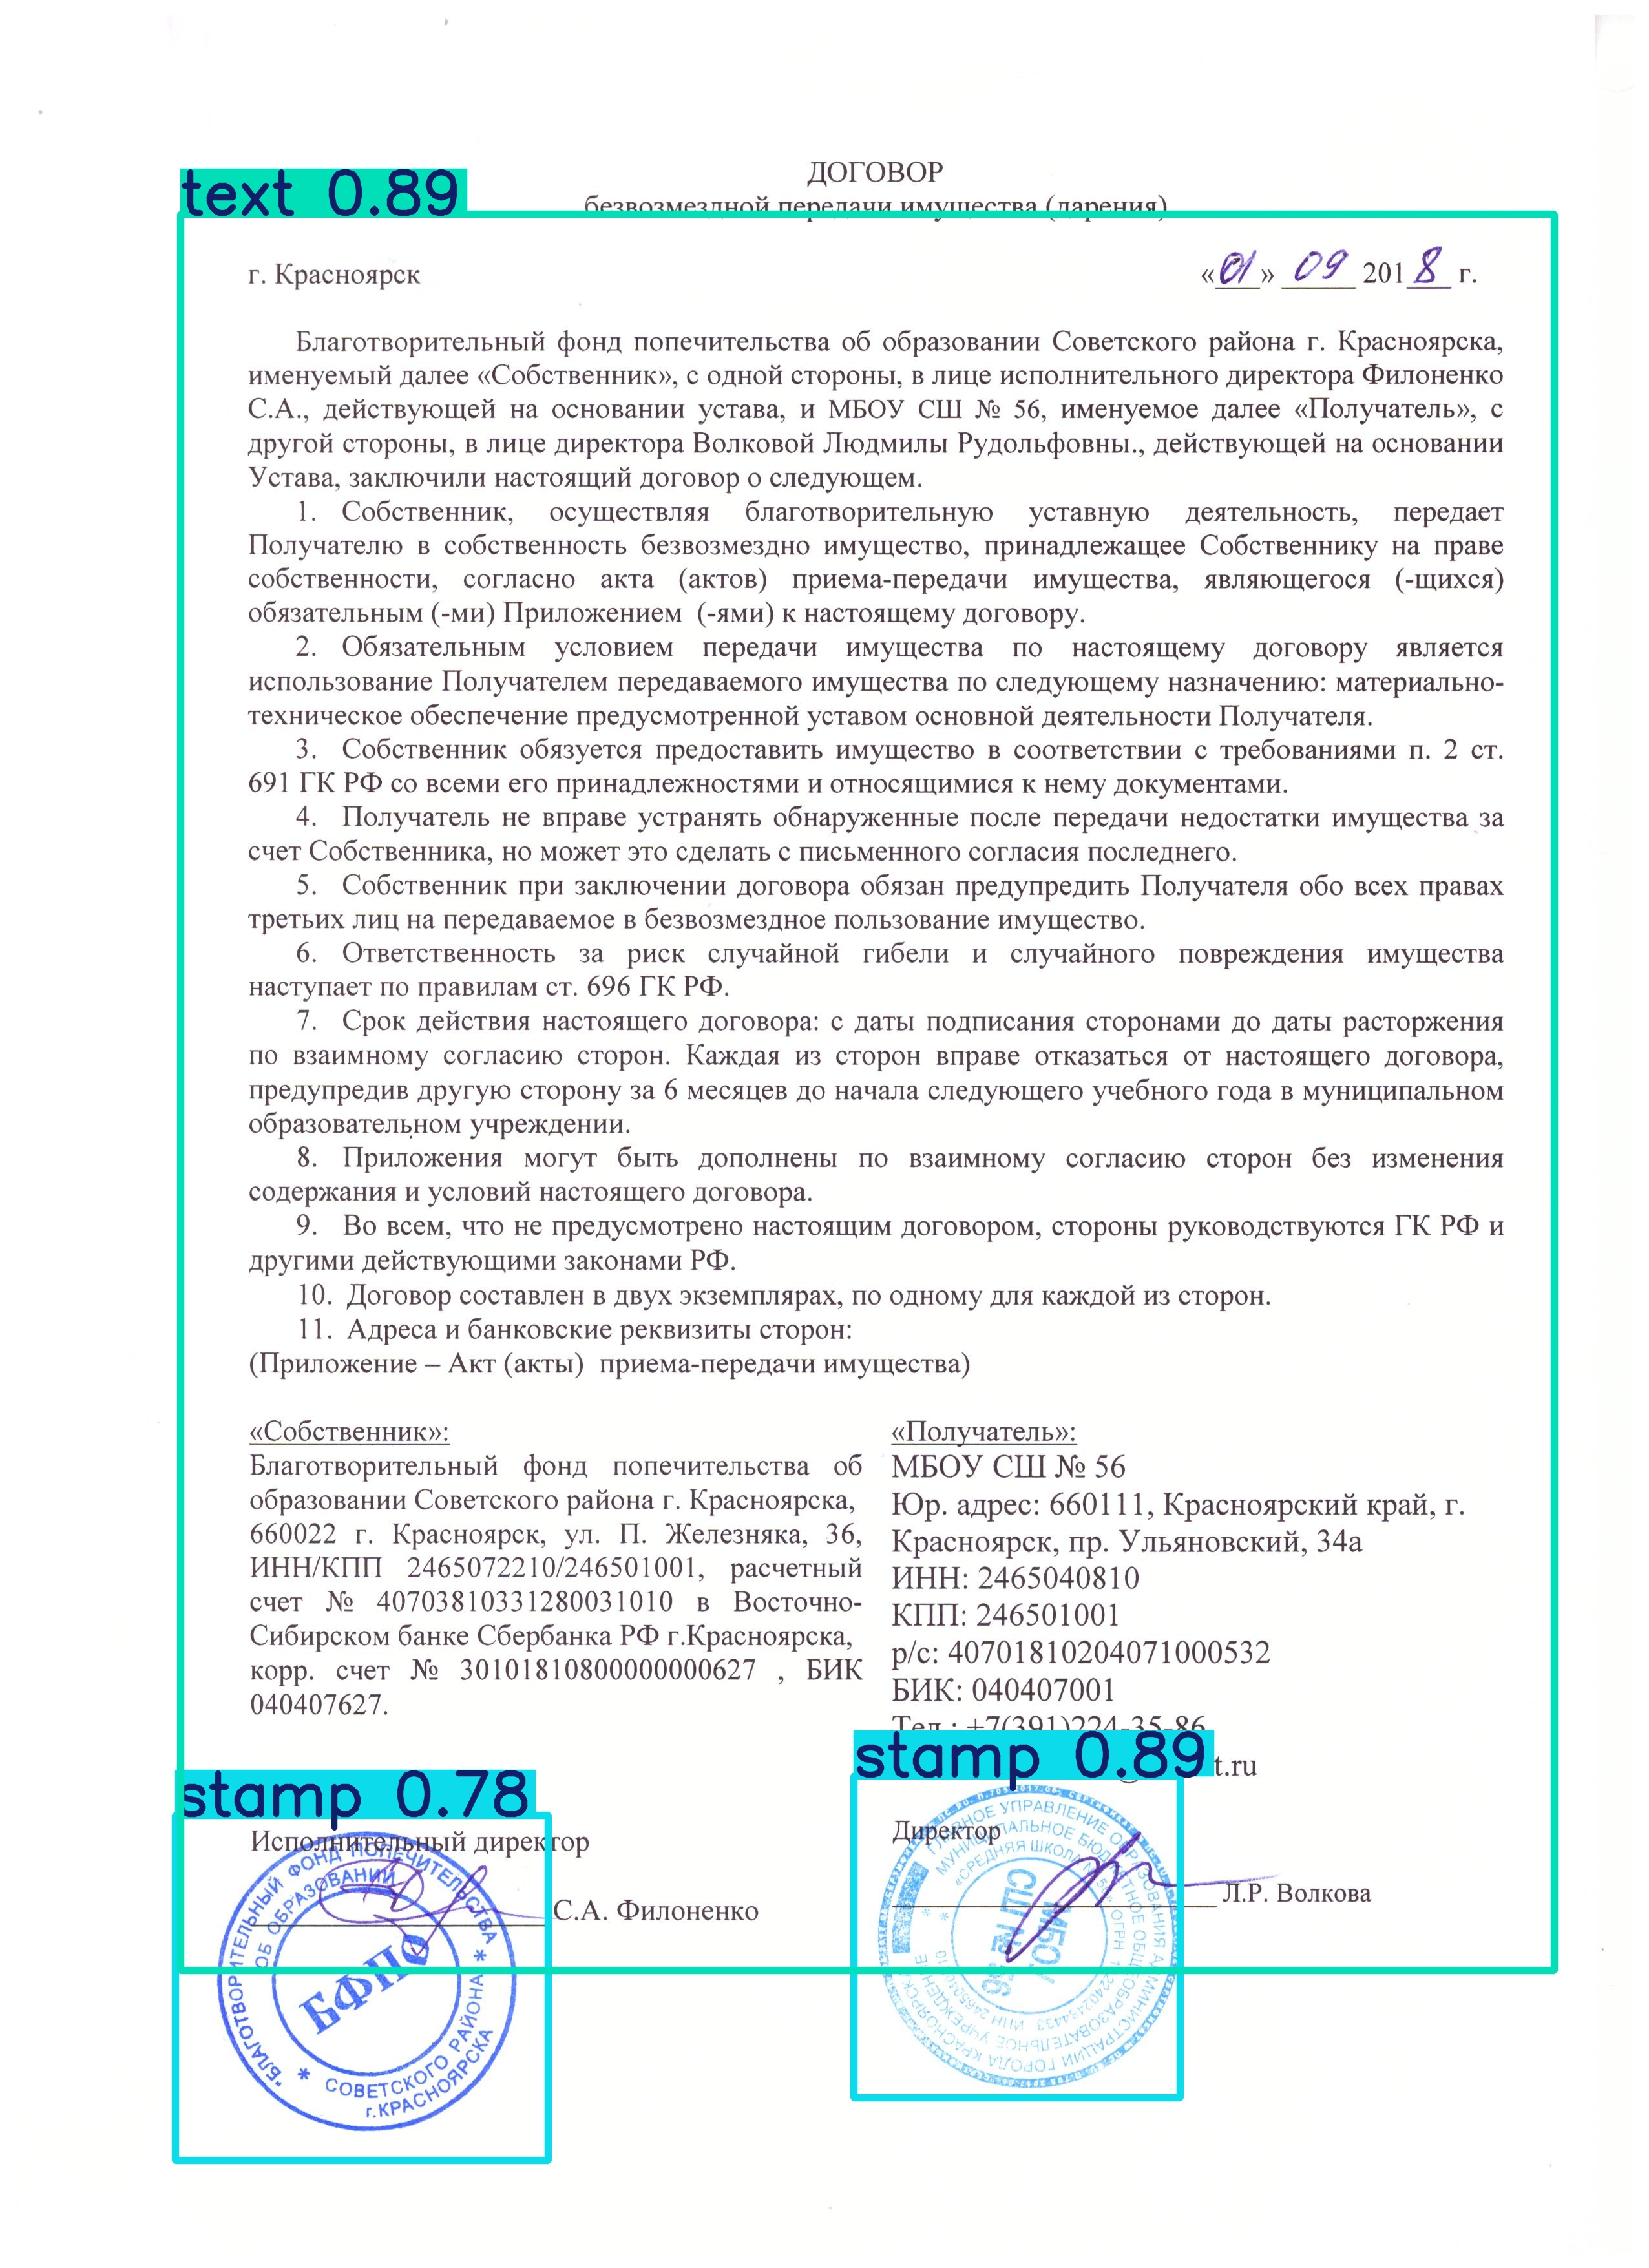 ДОГОВОР
text 0.89
безвозмездной передачи имущества (дарения)
г. Красноярск «01» 09 2018 г.
Благотворительный фонд попечительства об образовании Советского района г. Красноярска,
именуемый далее «Собственник», с одной стороны, в лице исполнительного директора Филоненко
С.А., действующей на основании устава, и МБОУ СШ № 56, именуемое далее «Получатель», с
другой стороны, в лице директора Волковой Людмилы Рудольфовны., действующей на основании
Устава, заключили настоящий договор о следующем.
1. Собственник, осуществляя благотворительную уставную деятельность, передает
Получателю в собственность безвозмездно имущество, принадлежащее Собственнику на праве
собственности, согласно акта (актов) приема-передачи имущества, являющегося (-щихся)
обязательным (-ми) Приложением (-ями) к настоящему договору.
2. Обязательным условием передачи имущества по настоящему договору является
использование Получателем передаваемого имущества по следующему назначению: материально-
техническое обеспечение предусмотренной уставом основной деятельности Получателя.
3. Собственник обязуется предоставить имущество в соответствии с требованиями п. 2 ст.
691 ГК РФ со всеми его принадлежностями и относящимися к нему документами.
4. Получатель не вправе устранять обнаруженные после передачи недостатки имущества за
счет Собственника, но может это сделать с письменного согласия последнего.
5. Собственник при заключении договора обязан предупредить Получателя обо всех правах
третьих лиц на передаваемое в безвозмездное пользование имущество.
6. Ответственность за риск случайной гибели и случайного повреждения имущества
наступает по правилам ст. 696 ГК РФ.
7. Срок действия настоящего договора: с даты подписания сторонами до даты расторжения
по взаимному согласию сторон. Каждая из сторон вправе отказаться от настоящего договора,
предупредив другую сторону за 6 месяцев до начала следующего учебного года в муниципальном
образовательном учреждении.
8. Приложения могут быть дополнены по взаимному согласию сторон без изменения
содержания и условий настоящего договора.
9. Во всем, что не предусмотрено настоящим договором, стороны руководствуются ГК РФ и
другими действующими законами РФ.
10. Договор составлен в двух экземплярах, по одному для каждой из сторон.
11. Адреса и банковские реквизиты сторон:
(Приложение – Акт (акты) приема-передачи имущества)
«Собственник»:
Благотворительный фонд попечительства об
образовании Советского района г. Красноярска,
660022 г. Красноярск, ул. П. Железняка, 36,
ИНН/КПП 2465072210/246501001, расчетный
счет № 40703810331280031010 в Восточно-
Сибирском банке Сбербанка РФ г.Красноярска,
корр. счет № 30101810800000000627 , БИК
040407627.
stamp 0.78
Исполнительный директор
С.А. Филоненко
"БЛАГОТВОРИТЕЛЬНЫЙ ФОНД ПОПЕЧИТЕЛЬСТВА
ОБ ОБРАЗОВАНИИ
БФПО
* СОВЕТСКОГО РАЙОНА *
г.КРАСНОЯРСКА
«Получатель»:
МБОУ СШ № 56
Юр. адрес: 660111, Красноярский край, г.
Красноярск, пр. Ульяновский, 34а
ИНН: 2465040810
КПП: 246501001
р/с: 40701810204071000532
БИК: 040407001
Тел.: +7(391)224-35-86
stamp 0.89
t.ru
Директор
Л.Р. Волкова
ГЛАВНОЕ УПРАВЛЕНИЕ ОБРАЗОВАНИЯ АДМИНИСТРАЦИИ ГОРОДА КРАСНОЯРСКА
МУНИЦИПАЛЬНОЕ БЮДЖЕТНОЕ ОБЩЕОБРАЗОВАТЕЛЬНОЕ УЧРЕЖДЕНИЕ
«СРЕДНЯЯ ШКОЛА
ОГРН
ИНН
МБОУ
СШ № 56